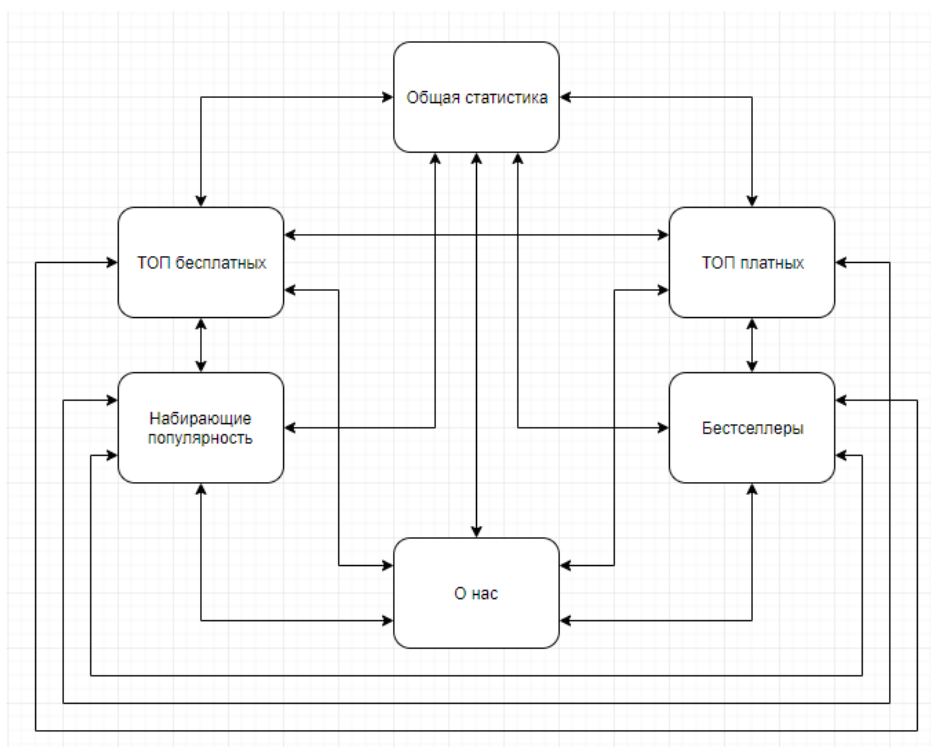 Общая статистика
ТОП бесплатных
ТОП платных
Набирающие
популярность
Бестселлеры
О нас